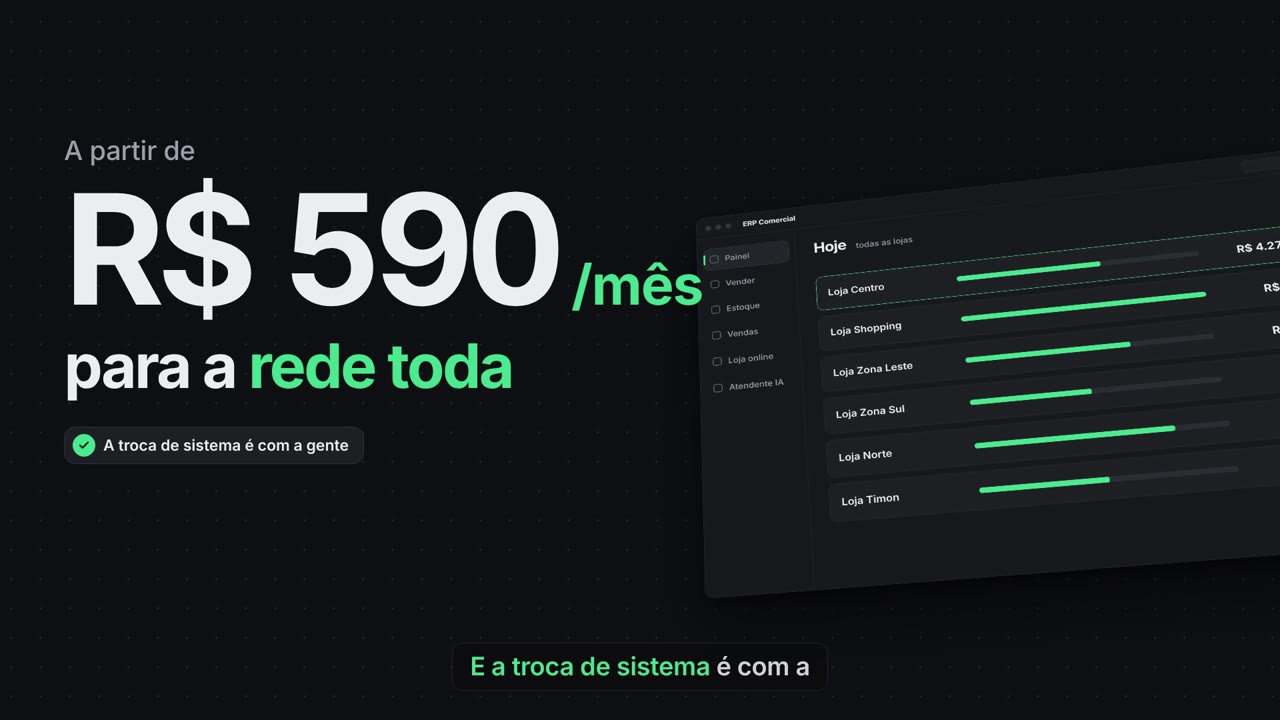 A partir de
R$ 590 /mês
para a rede toda
A troca de sistema é com a gente
ERP Comercial
Painel
Vender
Estoque
Vendas
Loja online
Atendente IA
Hoje todas as lojas
Loja Centro R$ 4.27
Loja Shopping R$
Loja Zona Leste R
Loja Zona Sul
Loja Norte
Loja Timon
E a troca de sistema é com a